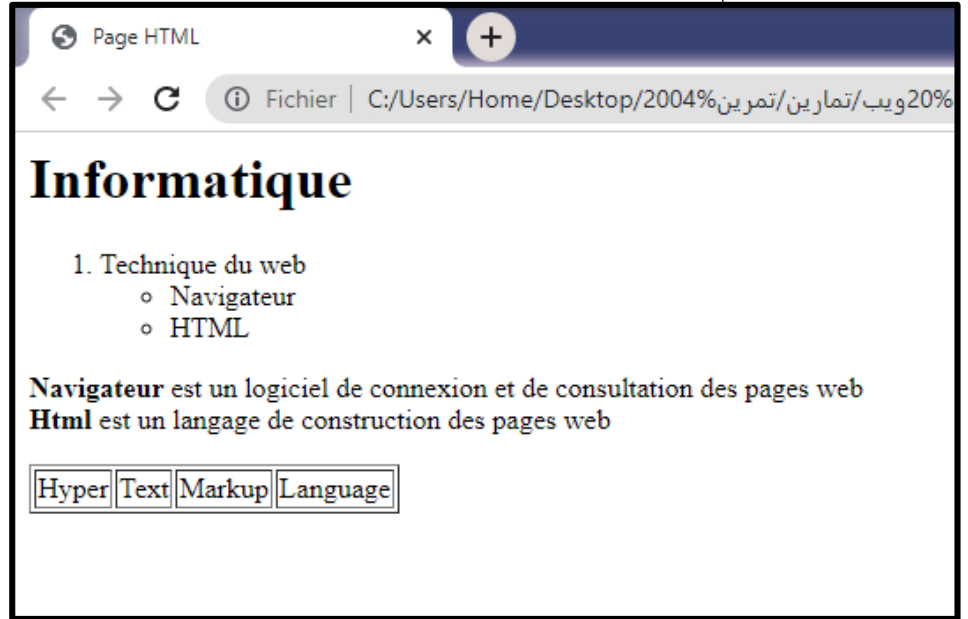 Page HTML
Fichier | C:/Users/Home/Desktop/2004%20ويب/تمارين/تمرين%
Informatique
1. Technique du web
Navigateur
HTML
Navigateur est un logiciel de connexion et de consultation des pages web
Html est un langage de construction des pages web
Hyper Text Markup Language